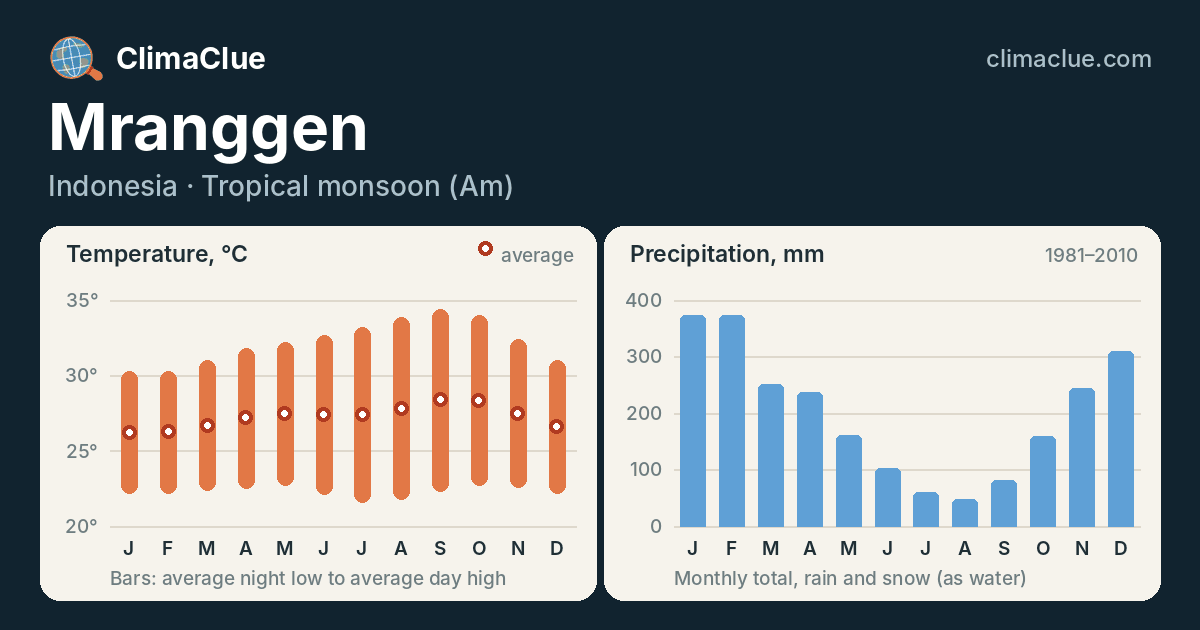 ClimaClue
climaclue.com
Mranggen
Indonesia · Tropical monsoon (Am)
Temperature, °C
average
35°
30°
25°
20°
J F M A M J J A S O N D
Bars: average night low to average day high
Precipitation, mm
1981–2010
400
300
200
100
0
J F M A M J J A S O N D
Monthly total, rain and snow (as water)